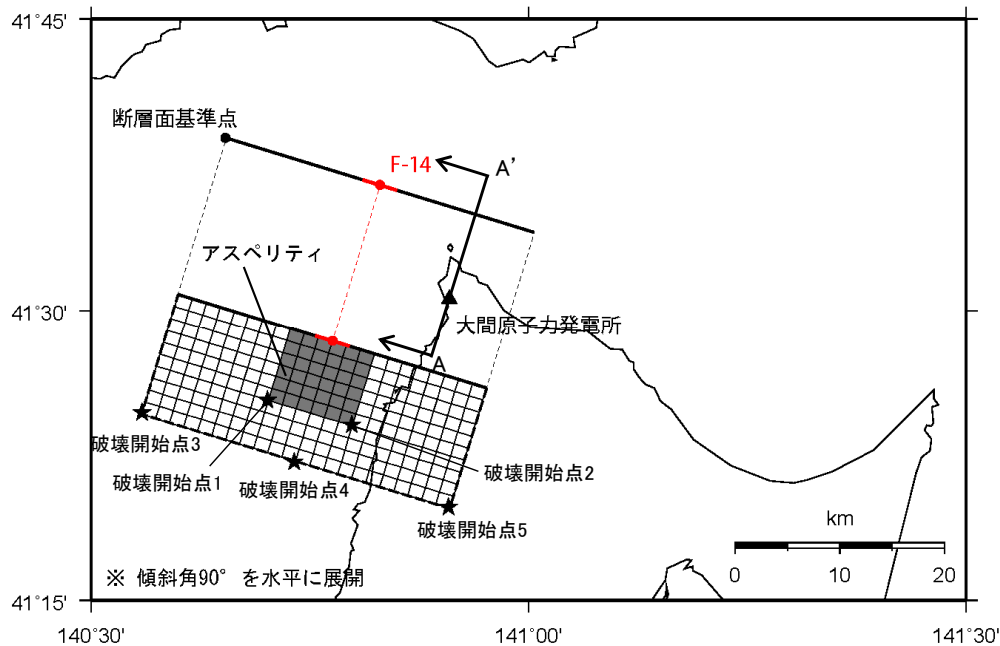 41°45'
断層面基準点
F-14
A'
アスペリティ
41°30'
大間原子力発電所
A
破壊開始点3
破壊開始点1
破壊開始点4
破壊開始点2
破壊開始点5
km
0 10 20
※ 傾斜角90°を水平に展開
41°15'
140°30' 141°00' 141°30'